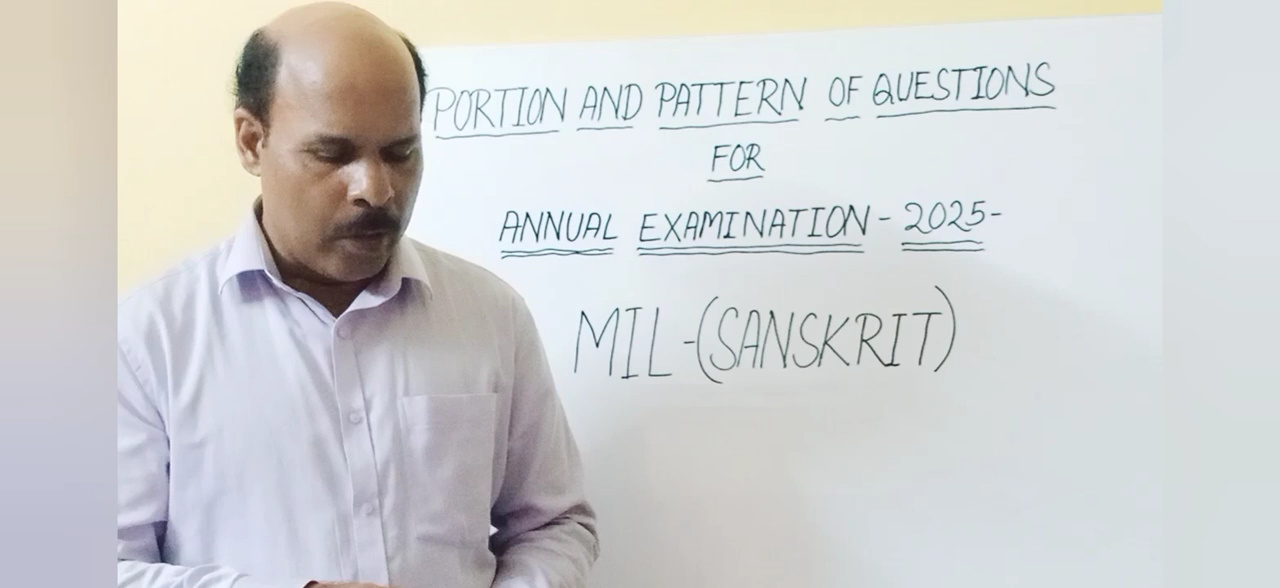 PORTION AND PATTERN OF QUESTIONS
FOR
ANNUAL EXAMINATION - 2025-
MIL-(SANSKRIT)